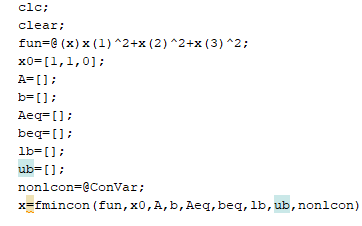 clc;
clear;
fun=@(x)x(1)^2+x(2)^2+x(3)^2;
x0=[1,1,0];
A=[];
b=[];
Aeq=[];
beq=[];
lb=[];
ub=[];
nonlcon=@ConVar;
x=fmincon(fun,x0,A,b,Aeq,beq,lb,ub,nonlcon)